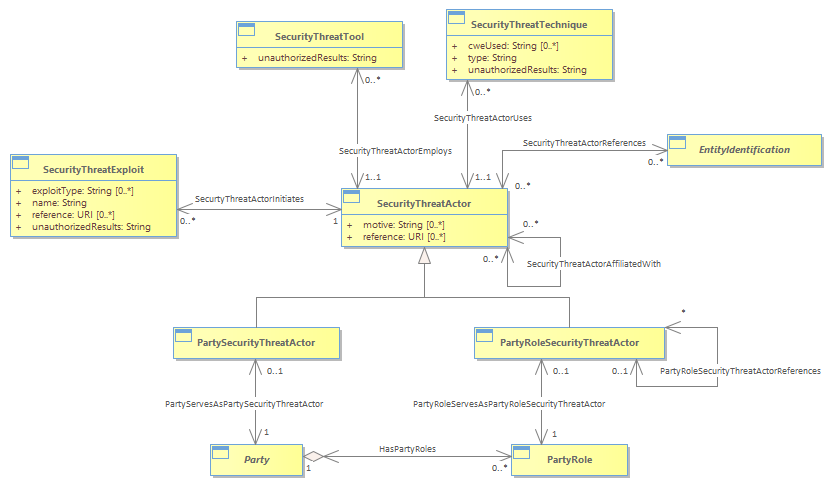 SecurityThreatTool
+ unauthorizedResults: String
SecurityThreatTechnique
+ cweUsed: String [0..*]
+ type: String
+ unauthorizedResults: String
0..*
0..*
SecurityThreatActorUses
SecurityThreatActorEmploys
SecurityThreatActorReferences
EntityIdentification
0..*
SecurityThreatExploit
+ exploitType: String [0..*]
+ name: String
+ reference: URI [0..*]
+ unauthorizedResults: String
1..1
1..1
0..*
SecurtyThreatActorInitiates
0..*
1
SecurityThreatActor
+ motive: String [0..*]
+ reference: URI [0..*]
0..*
0..*
SecurityThreatActorAffiliatedWith
PartySecurityThreatActor
PartyRoleSecurityThreatActor
*
0..1
0..1
0..1
PartyRoleSecurityThreatActorReferences
PartyServesAsPartySecurityThreatActor
PartyRoleServesAsPartyRoleSecurityThreatActor
1
1
Party
HasPartyRoles
1
0..*
PartyRole